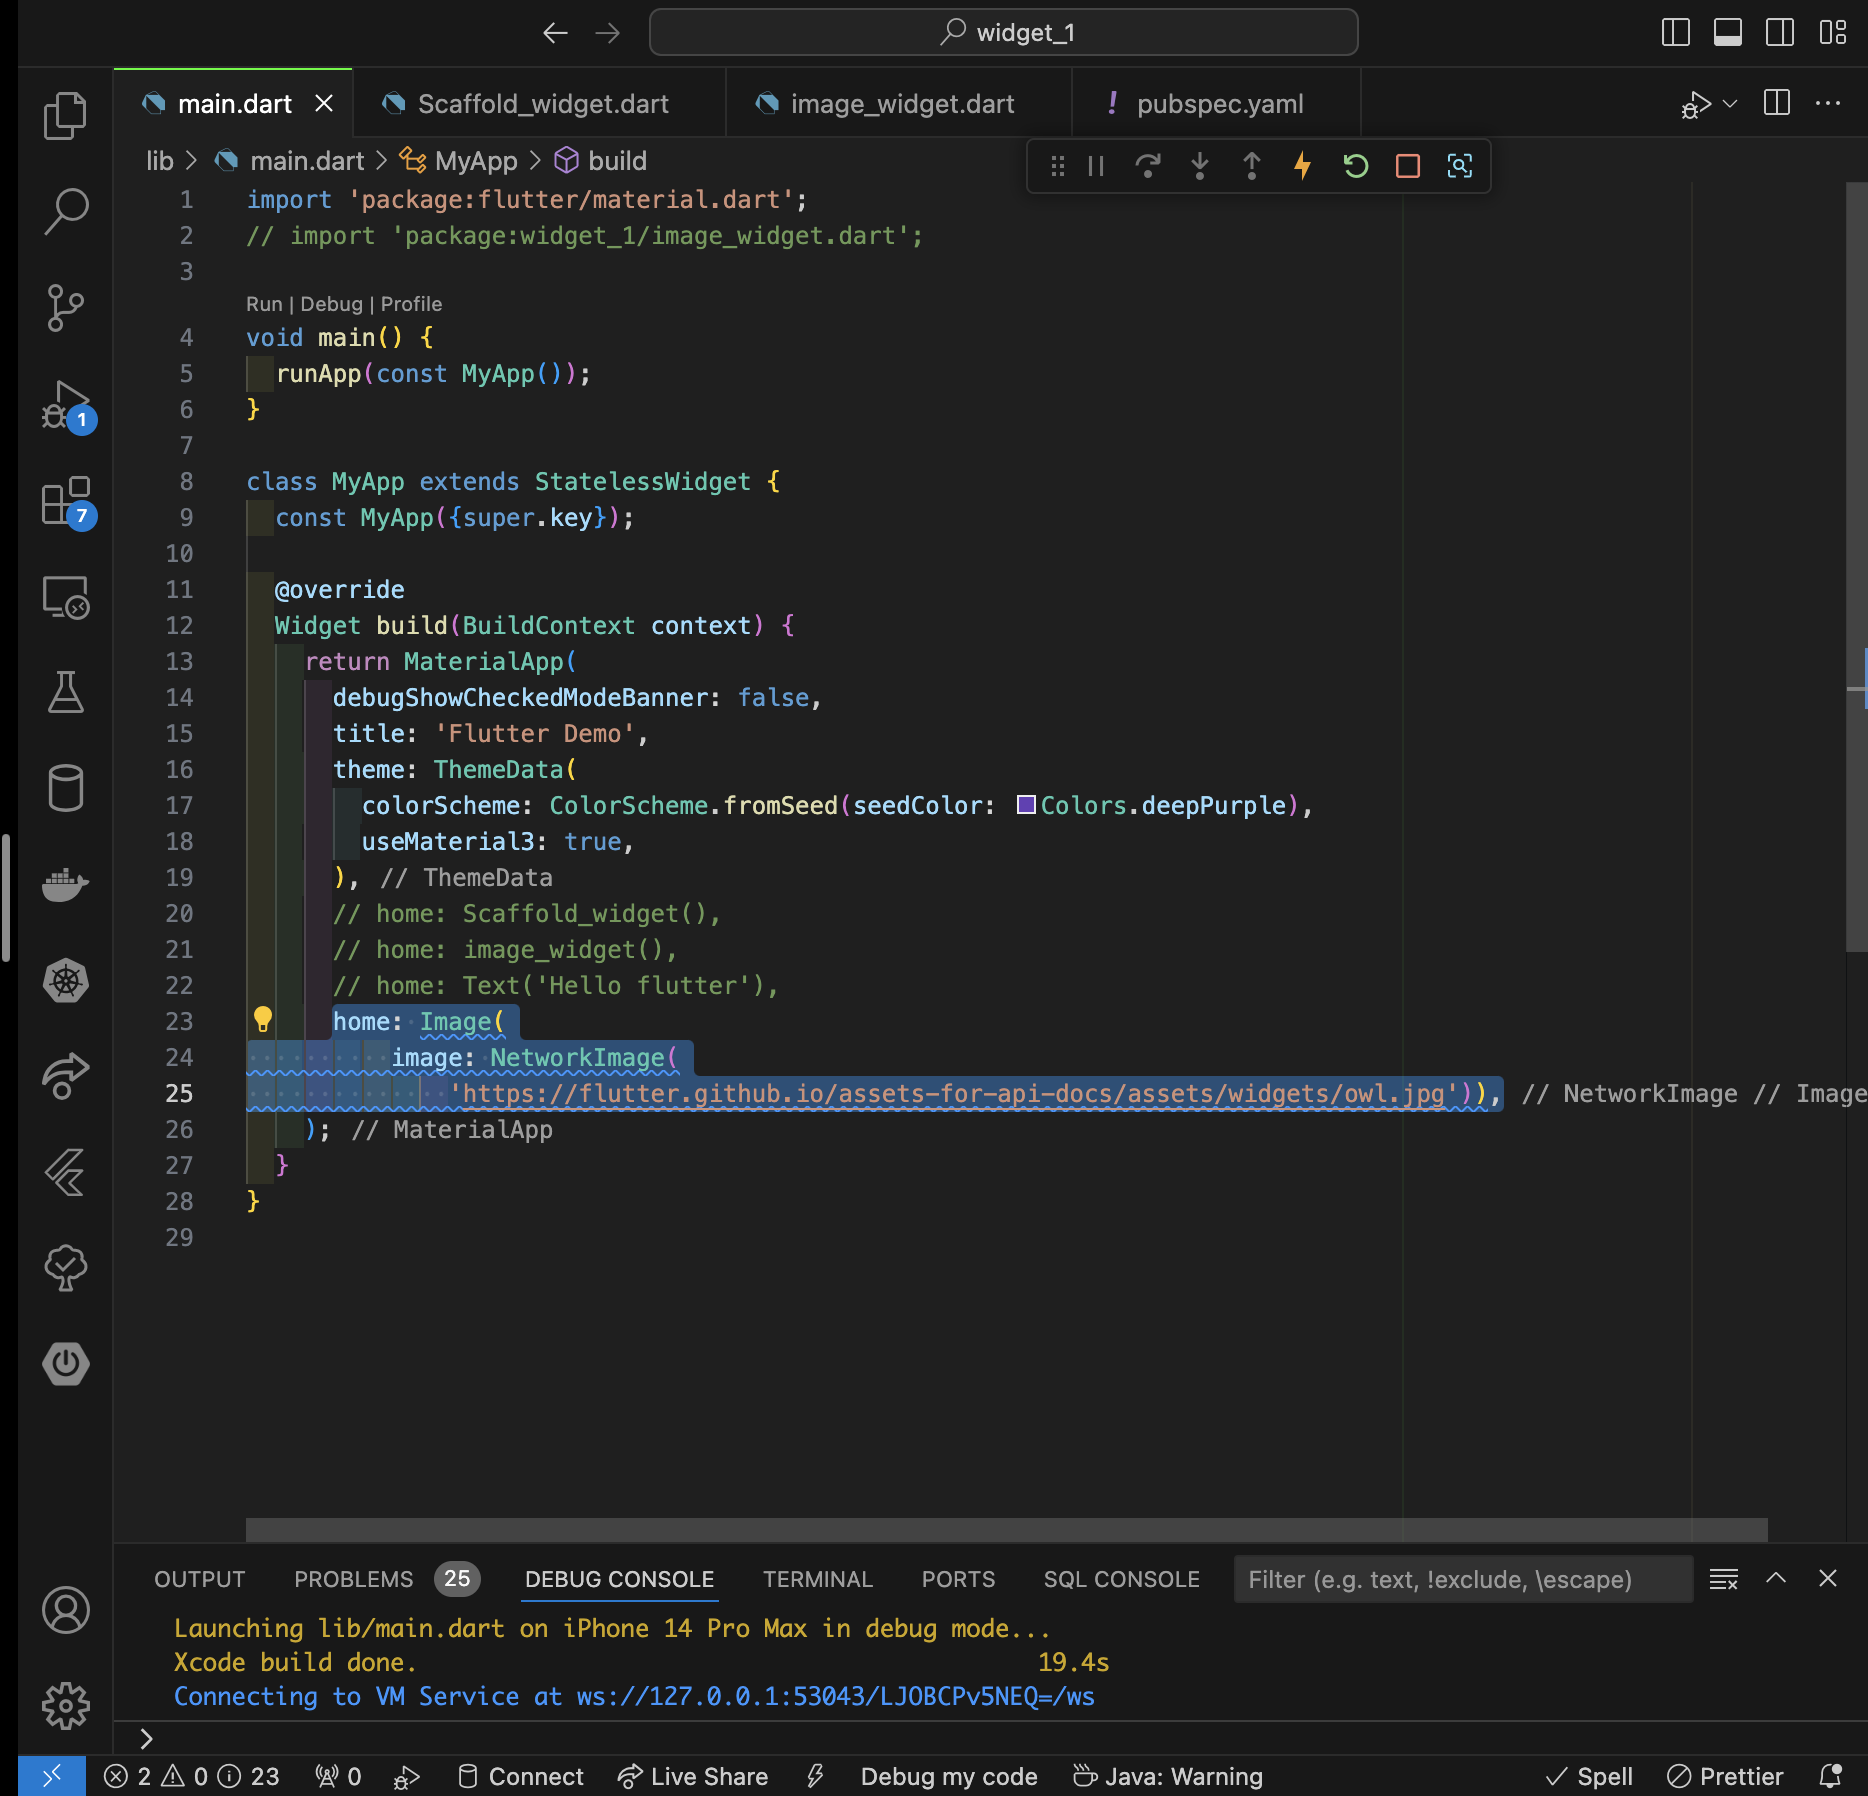 widget_1
main.dart
Scaffold_widget.dart
image_widget.dart
! pubspec.yaml
lib > main.dart > MyApp > build
1 import 'package:flutter/material.dart';
2 // import 'package:widget_1/image_widget.dart';
3
Run | Debug | Profile
4 void main() {
5 runApp(const MyApp());
6 }
7
8 class MyApp extends StatelessWidget {
9 const MyApp({super.key});
10
11 @override
12 Widget build(BuildContext context) {
13 return MaterialApp(
14 debugShowCheckedModeBanner: false,
15 title: 'Flutter Demo',
16 theme: ThemeData(
17 colorScheme: ColorScheme.fromSeed(seedColor: Colors.deepPurple),
18 useMaterial3: true,
19 ), // ThemeData
20 // home: Scaffold_widget(),
21 // home: image_widget(),
22 // home: Text('Hello flutter'),
23 home: Image(
24 image: NetworkImage(
25 'https://flutter.github.io/assets-for-api-docs/assets/widgets/owl.jpg')), // NetworkImage // Image
26 ); // MaterialApp
27 }
28 }
29
1
7
OUTPUT PROBLEMS 25 DEBUG CONSOLE TERMINAL PORTS SQL CONSOLE Filter (e.g. text, !exclude, \escape)
Launching lib/main.dart on iPhone 14 Pro Max in debug mode...
Xcode build done. 19.4s
Connecting to VM Service at ws://127.0.0.1:53043/LJOBCPv5NEQ=/ws
>
2 0 23 0 Connect Live Share Debug my code Java: Warning Spell Prettier